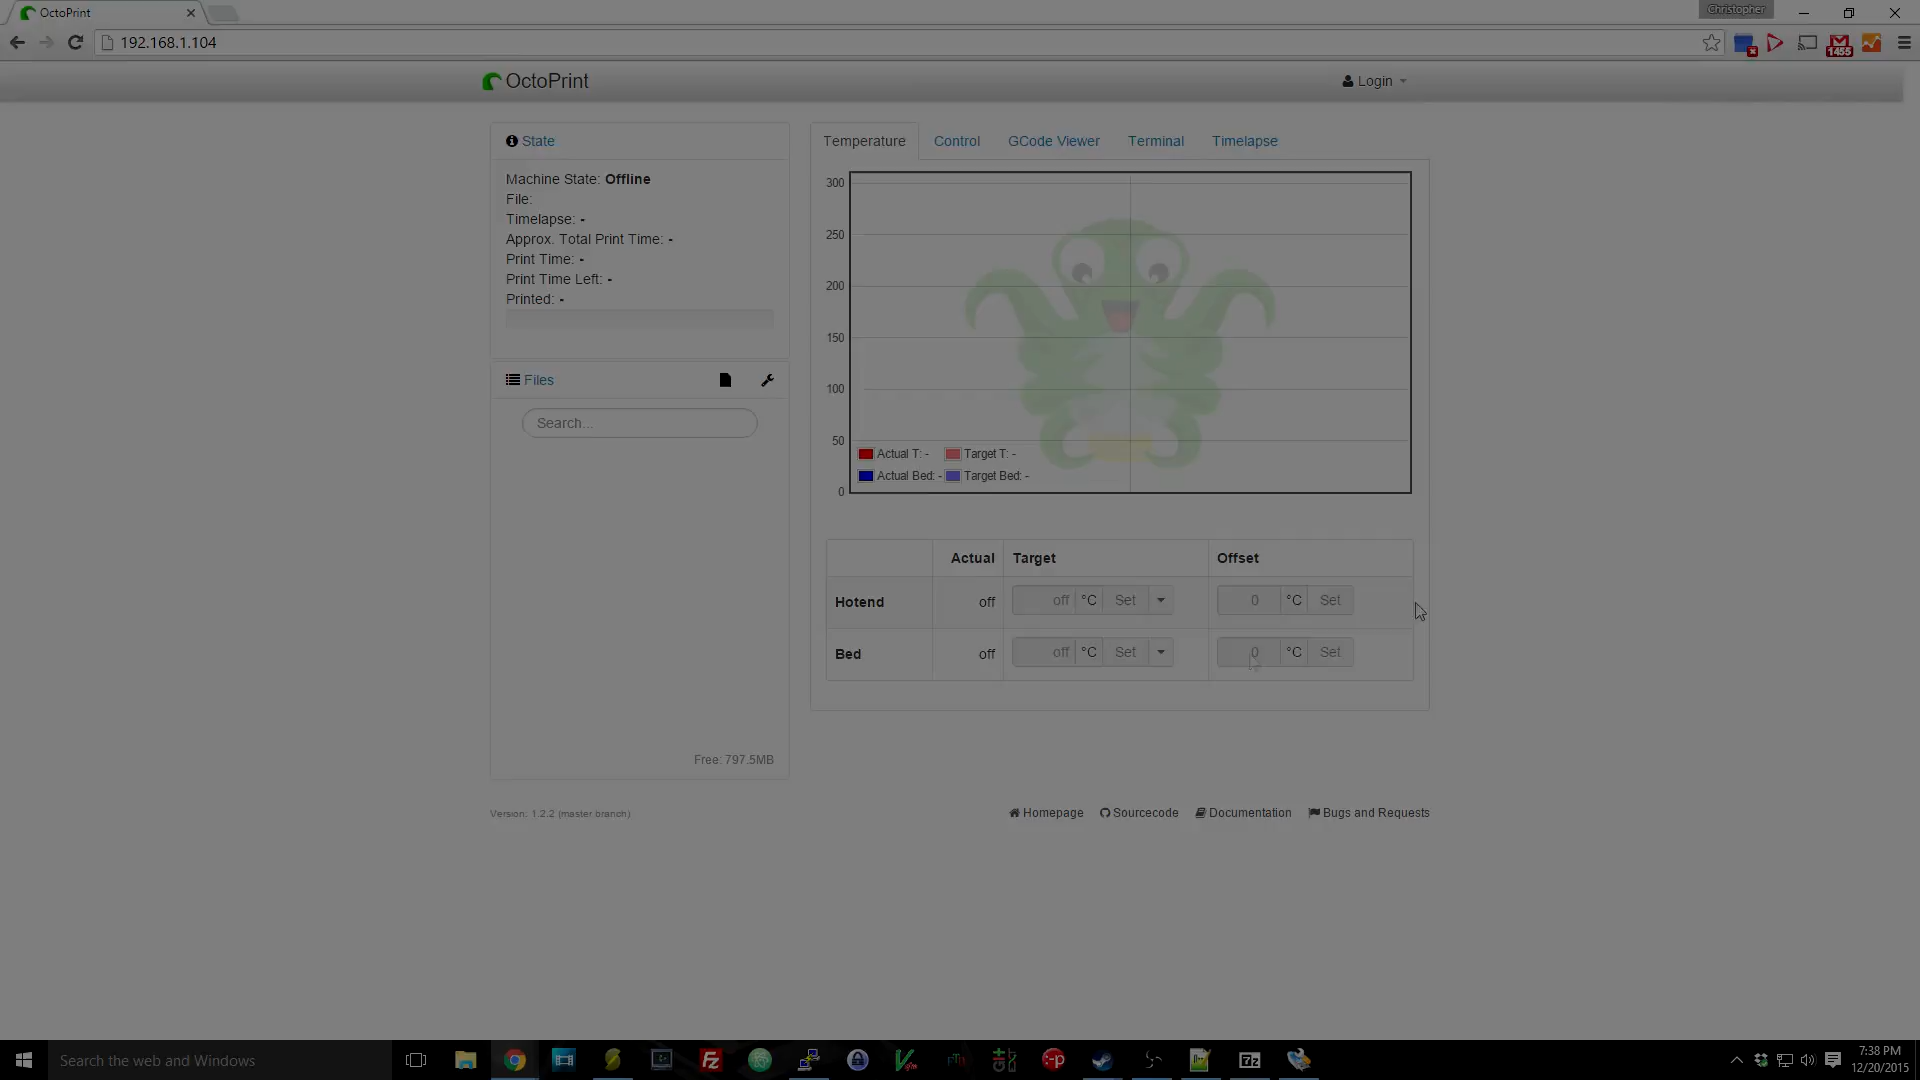 OctoPrint
Christopher
192.168.1.104
1455
OctoPrint
Login
State
Machine State: Offline
File:
Timelapse: -
Approx. Total Print Time: -
Print Time: -
Print Time Left: -
Printed: -
Files
Search...
Free: 797.5MB
Temperature
Control
GCode Viewer
Terminal
Timelapse
300
250
200
150
100
50
0
Actual T: - Target T: -
Actual Bed: - Target Bed: -
Actual Target Offset
Hotend off off °C Set 0 °C Set
Bed off off °C Set 0 °C Set
Version: 1.2.2 (master branch)
Homepage Sourcecode Documentation Bugs and Requests
Search the web and Windows
7:38 PM
12/20/2015